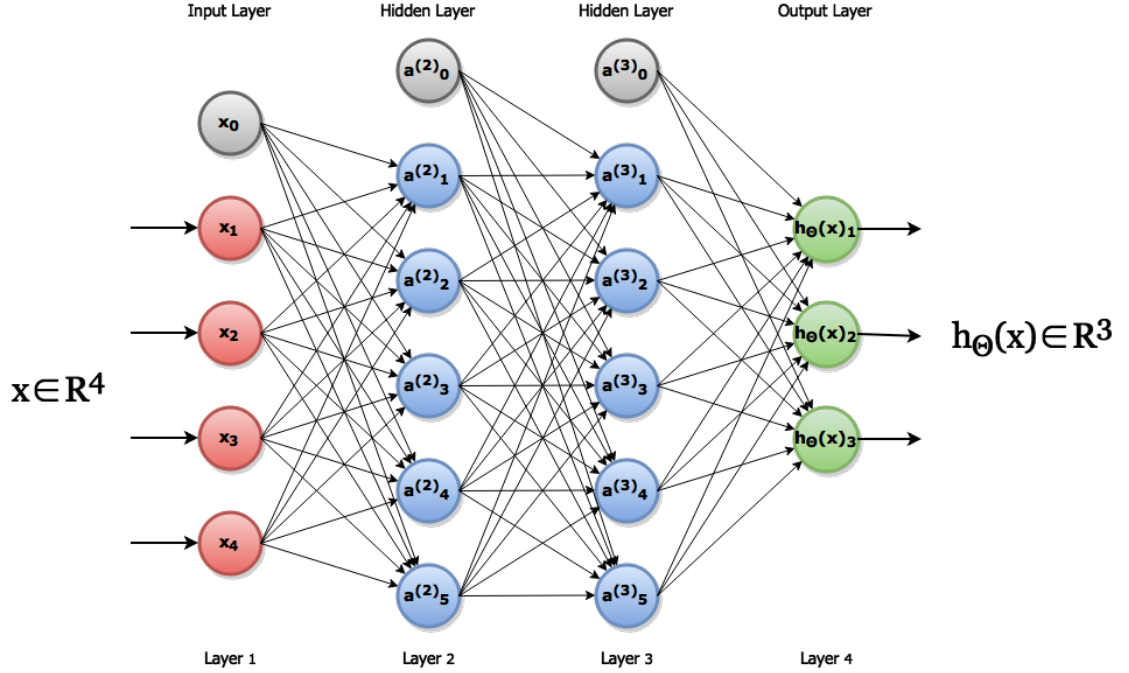 Input Layer
Hidden Layer
Hidden Layer
Output Layer
a⁽²⁾₀
a⁽³⁾₀
x₀
a⁽²⁾₁
a⁽³⁾₁
x₁
hΘ(x)₁
a⁽²⁾₂
a⁽³⁾₂
x₂
hΘ(x)₂
hΘ(x)∈R³
x∈R⁴
a⁽²⁾₃
a⁽³⁾₃
x₃
hΘ(x)₃
a⁽²⁾₄
a⁽³⁾₄
x₄
a⁽²⁾₅
a⁽³⁾₅
Layer 1
Layer 2
Layer 3
Layer 4